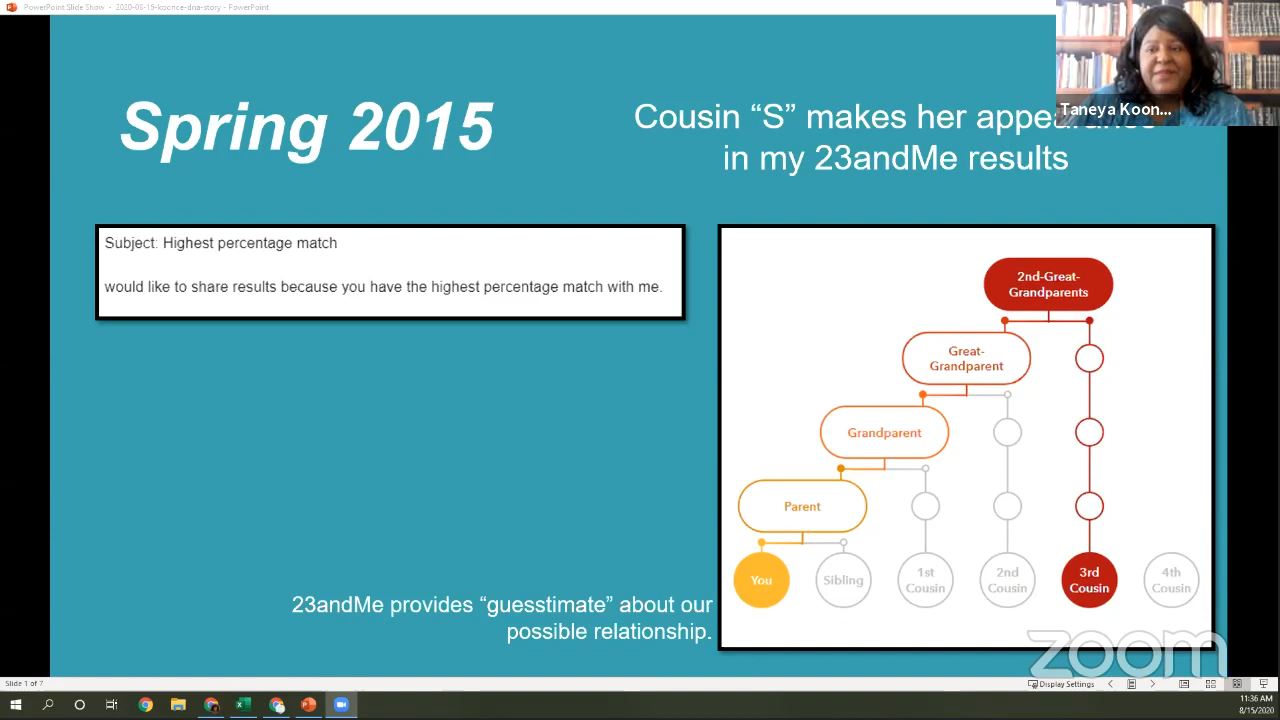 PowerPoint Slide Show - 2020-08-19-koonce-dna-story - PowerPoint
Spring 2015
Cousin “S” makes her appearance
in my 23andMe results
Taneya Koon...
Subject: Highest percentage match
would like to share results because you have the highest percentage match with me.
2nd-Great-
Grandparents
Great-
Grandparent
Grandparent
Parent
You
Sibling
1st
Cousin
2nd
Cousin
3rd
Cousin
4th
Cousin
23andMe provides “guesstimate” about our
possible relationship.
zoom
Slide 1 of 7
Display Settings
11:36 AM
8/15/2020